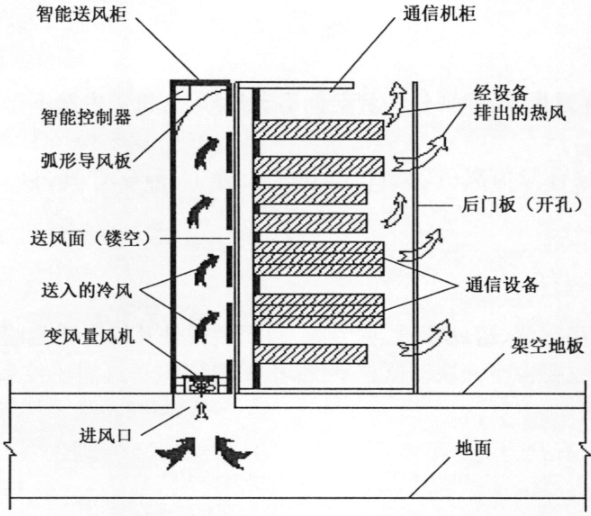 智能送风柜
通信机柜
智能控制器
经设备
排出的热风
弧形导风板
后门板（开孔）
送风面（镂空）
送入的冷风
通信设备
变风量风机
架空地板
进风口
地面